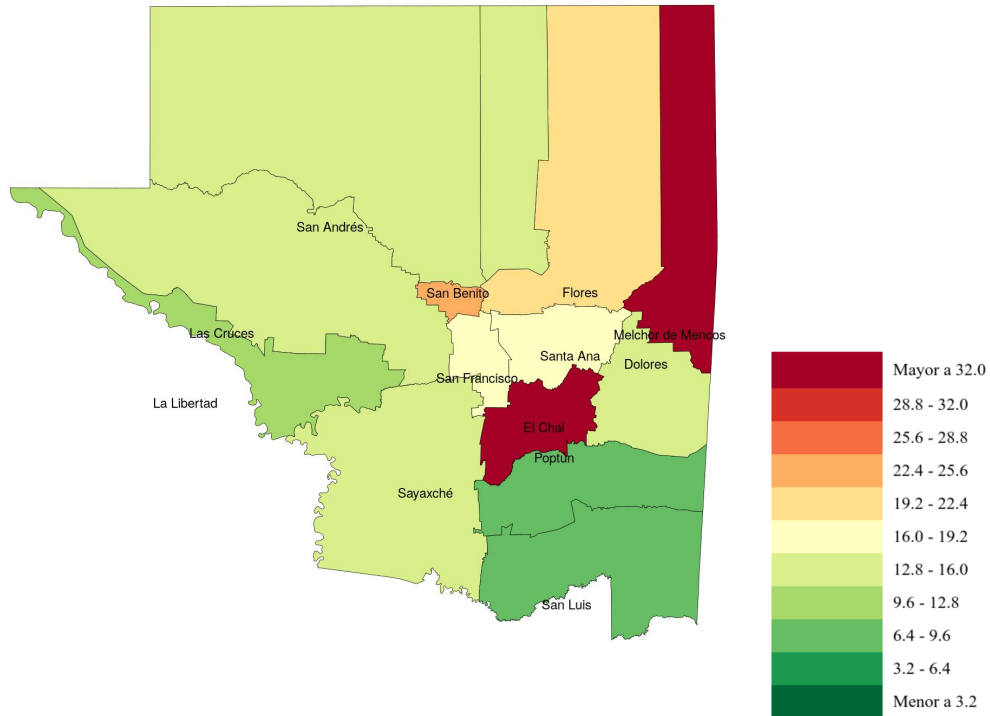 San Andrés
San Benito
Flores
Las Cruces
Melchor de Mencos
Santa Ana
Dolores
San Francisco
La Libertad
El Chal
Poptún
Sayaxché
San Luis
Mayor a 32.0
28.8 - 32.0
25.6 - 28.8
22.4 - 25.6
19.2 - 22.4
16.0 - 19.2
12.8 - 16.0
9.6 - 12.8
6.4 - 9.6
3.2 - 6.4
Menor a 3.2